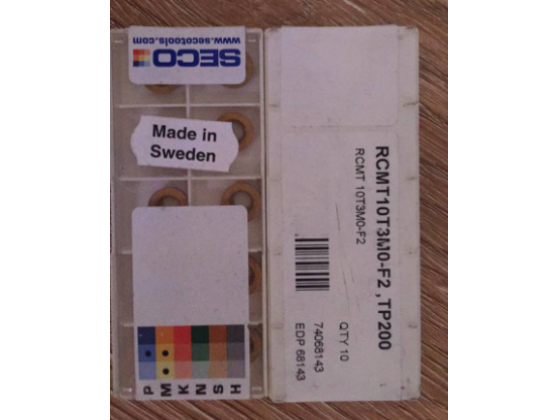 SECO
www.secotools.com
Made in
Sweden
P M K N S H
RCMT10T3M0-F2 ,TP200
RCMT 10T3M0-F2
QTY 10
74068143
EDP 68143